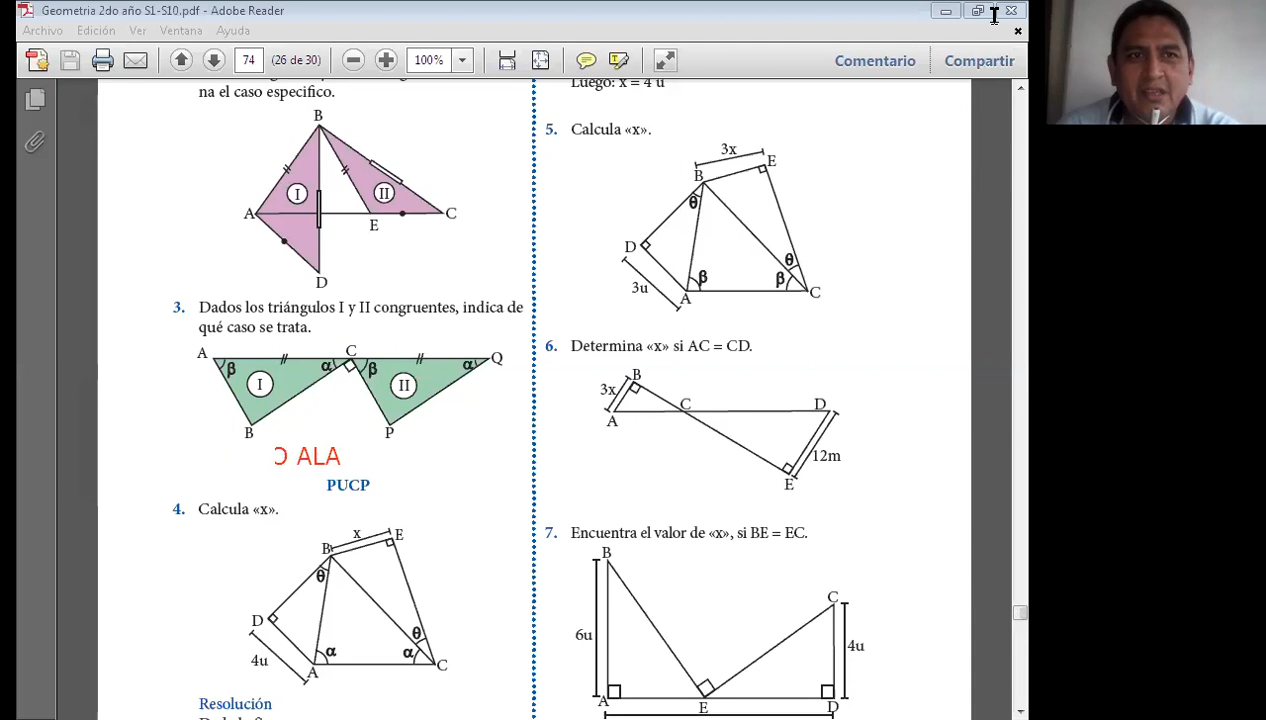 Geometria 2do año S1-S10.pdf - Adobe Reader
Archivo Edición Ver Ventana Ayuda
74 (26 de 30) 100% Comentario Compartir
na el caso especifico.
B
I
II
A
E
C
D
3. Dados los triángulos I y II congruentes, indica de
qué caso se trata.
A C Q
β α β α
I
II
B P
ALA
PUCP
4. Calcula «x».
x
B E
θ
D
θ
4u
α α
A C
Resolución
Luego: x = 4 u
5. Calcula «x».
3x
B E
θ
D
θ
3u
β β
A C
6. Determina «x» si AC = CD.
B
3x
C D
A
12m
E
7. Encuentra el valor de «x», si BE = EC.
B
C
6u
4u
A E D